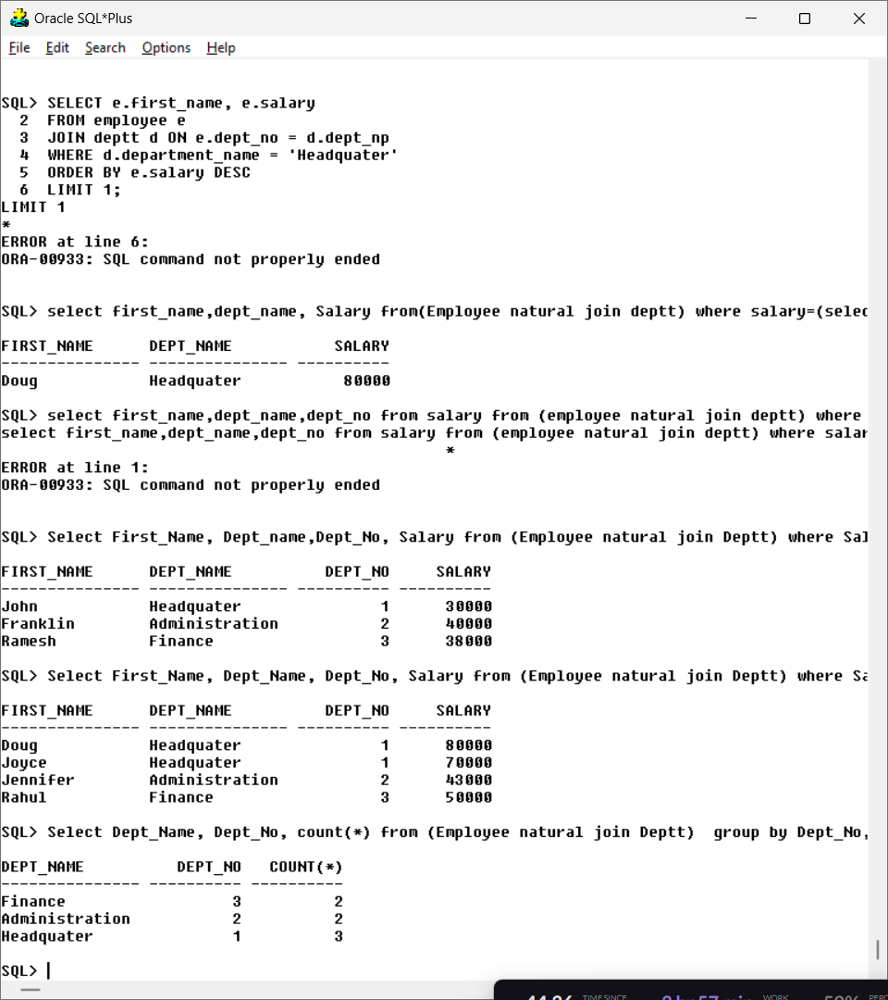 Oracle SQL*Plus
File Edit Search Options Help
SQL> SELECT e.first_name, e.salary
2 FROM employee e
3 JOIN deptt d ON e.dept_no = d.dept_np
4 WHERE d.department_name = 'Headquater'
5 ORDER BY e.salary DESC
6 LIMIT 1;
LIMIT 1
*
ERROR at line 6:
ORA-00933: SQL command not properly ended
SQL> select first_name,dept_name, Salary from(Employee natural join deptt) where salary=(selec
FIRST_NAME DEPT_NAME SALARY
--------------- --------------- ----------
Doug Headquater 80000
SQL> select first_name,dept_name,dept_no from salary from (employee natural join deptt) where
select first_name,dept_name,dept_no from salary from (employee natural join deptt) where salar
*
ERROR at line 1:
ORA-00933: SQL command not properly ended
SQL> Select First_Name, Dept_name,Dept_No, Salary from (Employee natural join Deptt) where Sal
FIRST_NAME DEPT_NAME DEPT_NO SALARY
--------------- --------------- ---------- ----------
John Headquater 1 30000
Franklin Administration 2 40000
Ramesh Finance 3 38000
SQL> Select First_Name, Dept_Name, Dept_No, Salary from (Employee natural join Deptt) where Sa
FIRST_NAME DEPT_NAME DEPT_NO SALARY
--------------- --------------- ---------- ----------
Doug Headquater 1 80000
Joyce Headquater 1 70000
Jennifer Administration 2 43000
Rahul Finance 3 50000
SQL> Select Dept_Name, Dept_No, count(*) from (Employee natural join Deptt)  group by Dept_No,
DEPT_NAME DEPT_NO COUNT(*)
--------------- ---------- ----------
Finance 3 2
Administration 2 2
Headquater 1 3
SQL>
TIME SINCE WORK